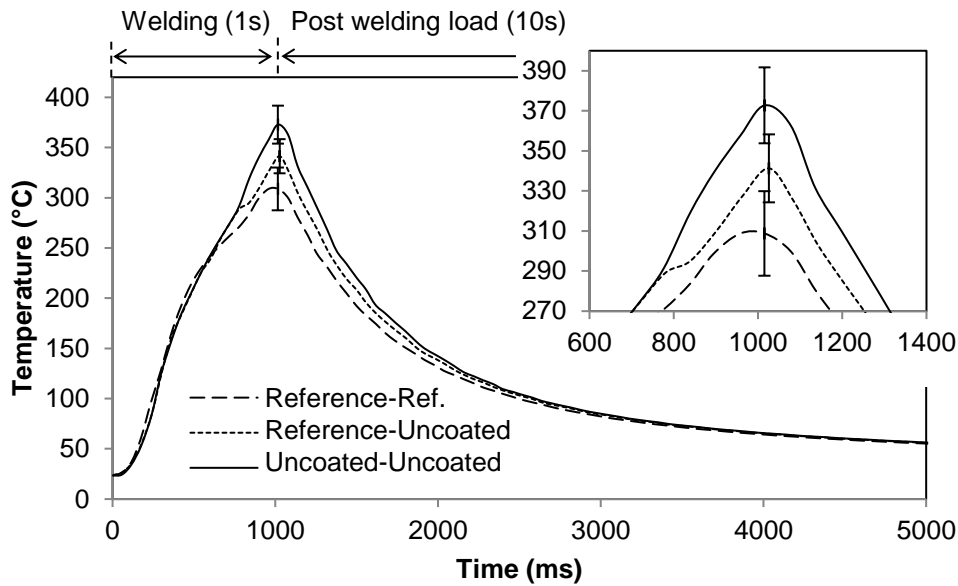 Welding (1s) Post welding load (10s)
Temperature (°C)
400
350
300
250
200
150
100
50
0
0 1000 2000 3000 4000 5000
Time (ms)
Reference-Ref.
Reference-Uncoated
Uncoated-Uncoated
390
370
350
330
310
290
270
600 800 1000 1200 1400